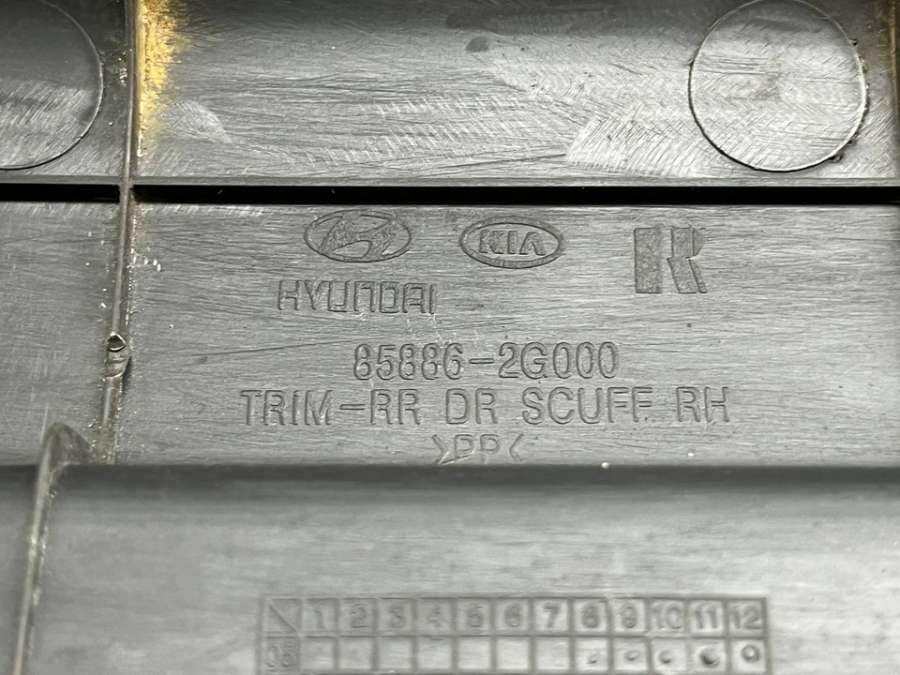 KIA
R
HYUNDAI
85886-2G000
TRIM-RR DR SCUFF RH
>PP<
1 2 3 4 5 6 7 8 9 10 11 12